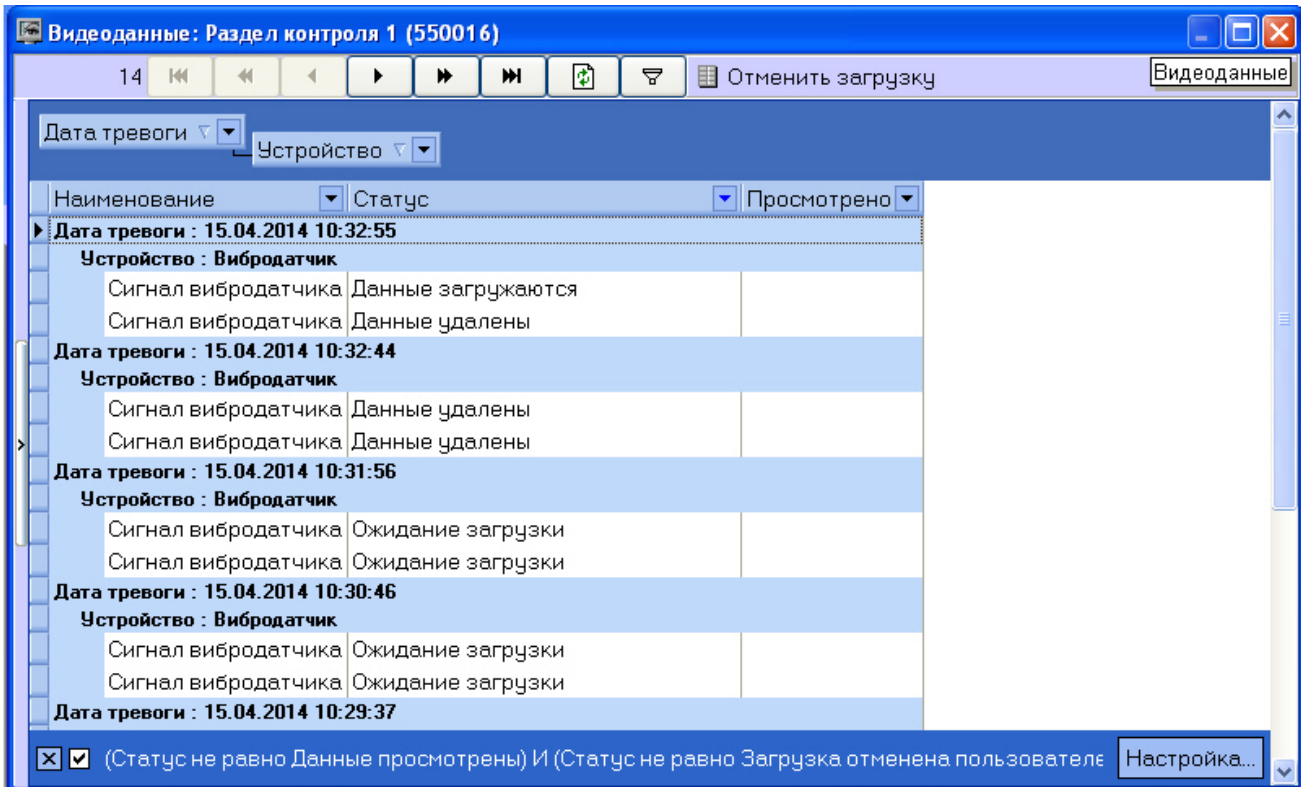 Видеоданные: Раздел контроля 1 (550016)
14 Отменить загрузку Видеоданные
Дата тревоги
Устройство
Наименование Статус Просмотрено
Дата тревоги : 15.04.2014 10:32:55
Устройство : Вибродатчик
Сигнал вибродатчика Данные загружаются
Сигнал вибродатчика Данные удалены
Дата тревоги : 15.04.2014 10:32:44
Устройство : Вибродатчик
Сигнал вибродатчика Данные удалены
Сигнал вибродатчика Данные удалены
Дата тревоги : 15.04.2014 10:31:56
Устройство : Вибродатчик
Сигнал вибродатчика Ожидание загрузки
Сигнал вибродатчика Ожидание загрузки
Дата тревоги : 15.04.2014 10:30:46
Устройство : Вибродатчик
Сигнал вибродатчика Ожидание загрузки
Сигнал вибродатчика Ожидание загрузки
Дата тревоги : 15.04.2014 10:29:37
(Статус не равно Данные просмотрены) И (Статус не равно Загрузка отменена пользователе Настройка...